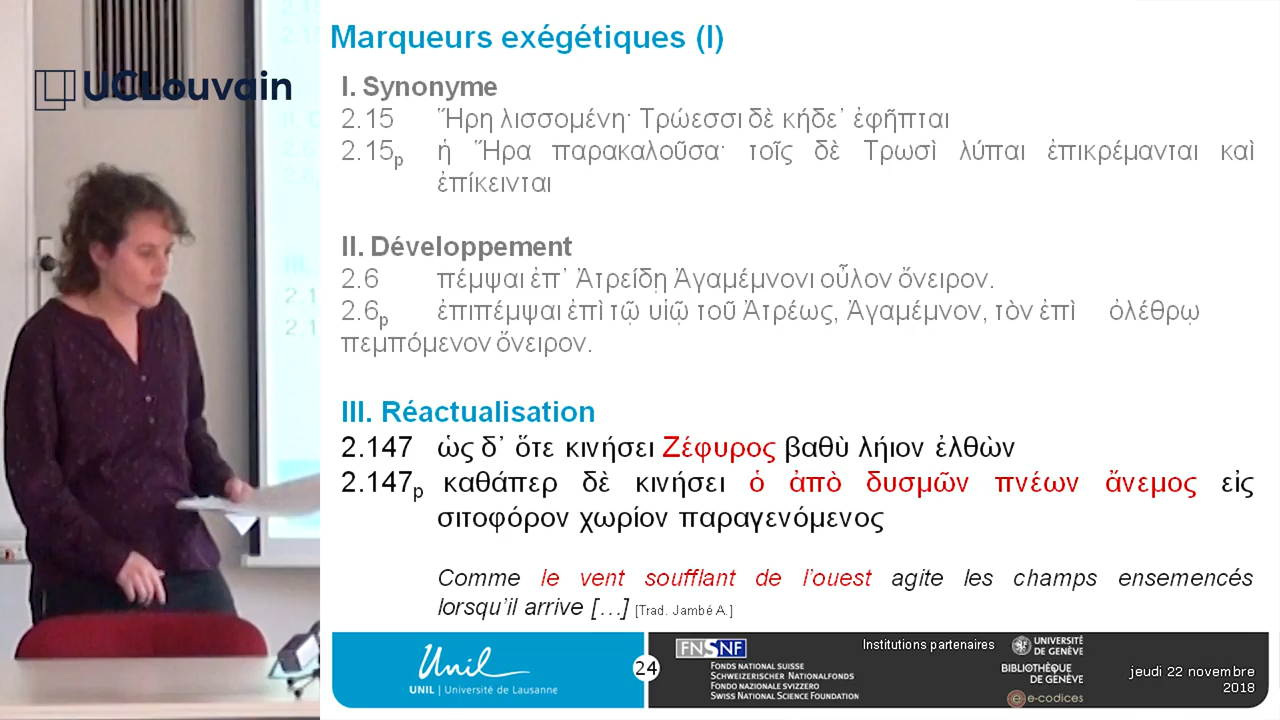 UCLouvain
Marqueurs exégétiques (I)
I. Synonyme
2.15 Ἥρη λισσομένη· Τρώεσσι δὲ κήδε᾽ ἐφῆπται
2.15p ἡ Ἥρα παρακαλοῦσα· τοῖς δὲ Τρωσὶ λύπαι ἐπικρέμανται καὶ
ἐπίκεινται
II. Développement
2.6 πέμψαι ἐπ᾽ Ἀτρείδῃ Ἀγαμέμνονι οὖλον ὄνειρον.
2.6p ἐπιπέμψαι ἐπὶ τῷ υἱῷ τοῦ Ἀτρέως, Ἀγαμέμνον, τὸν ἐπὶ ὀλέθρῳ
πεμπόμενον ὄνειρον.
III. Réactualisation
2.147 ὡς δ᾽ ὅτε κινήσει Ζέφυρος βαθὺ λήιον ἐλθὼν
2.147p καθάπερ δὲ κινήσει ὁ ἀπὸ δυσμῶν πνέων ἄνεμος εἰς
σιτοφόρον χωρίον παραγενόμενος
Comme le vent soufflant de l'ouest agite les champs ensemencés
lorsqu'il arrive […] [Trad. Jambé A.]
Unil
UNIL | Université de Lausanne
24
FNSNF
FONDS NATIONAL SUISSE
SCHWEIZERISCHER NATIONALFONDS
FONDO NAZIONALE SVIZZERO
SWISS NATIONAL SCIENCE FOUNDATION
Institutions partenaires
UNIVERSITÉ
DE GENÈVE
BIBLIOTHÈQUE
DE GENÈVE
e-codices
jeudi 22 novembre
2018